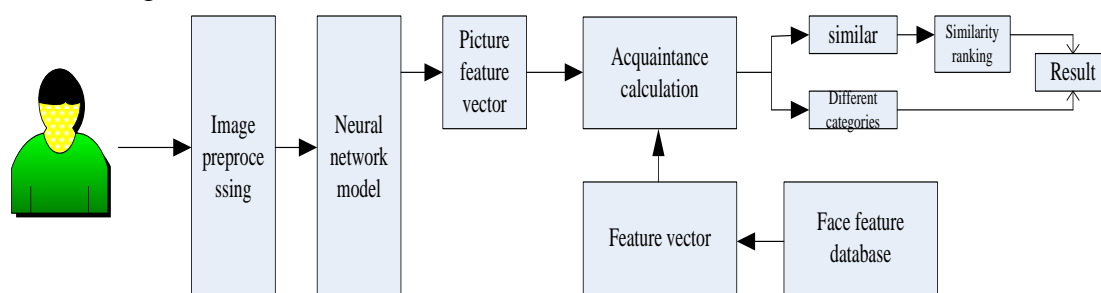 Image
preproce
ssing
Neural
network
model
Picture
feature
vector
Acquaintance
calculation
similar
Similarity
ranking
Different
categories
Result
Feature vector
Face feature
database